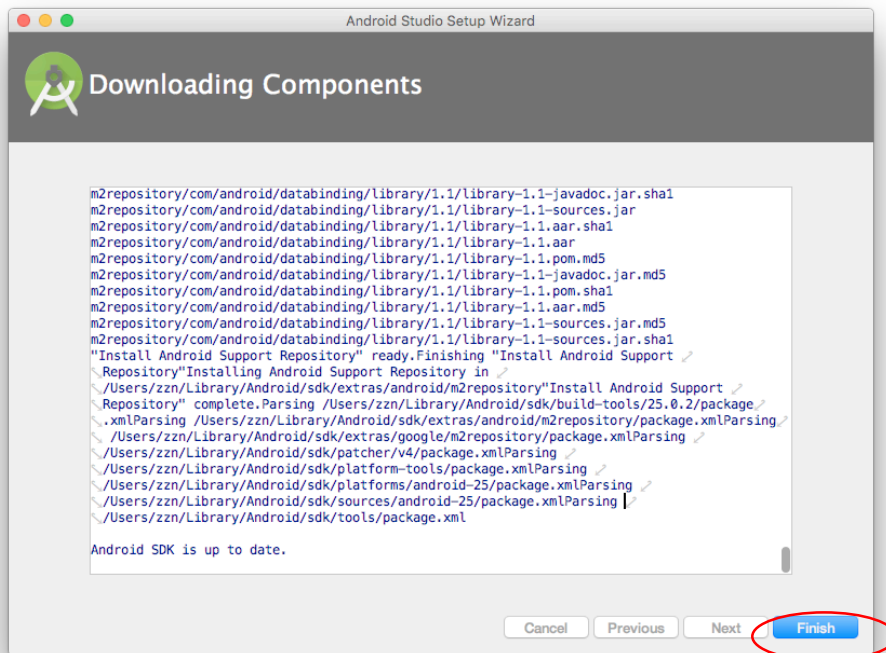 Android Studio Setup Wizard
Downloading Components
m2repository/com/android/databinding/library/1.1/library-1.1-javadoc.jar.sha1
m2repository/com/android/databinding/library/1.1/library-1.1-sources.jar
m2repository/com/android/databinding/library/1.1/library-1.1.aar.sha1
m2repository/com/android/databinding/library/1.1/library-1.1.aar
m2repository/com/android/databinding/library/1.1/library-1.1.pom.md5
m2repository/com/android/databinding/library/1.1/library-1.1-javadoc.jar.md5
m2repository/com/android/databinding/library/1.1/library-1.1.pom.sha1
m2repository/com/android/databinding/library/1.1/library-1.1.aar.md5
m2repository/com/android/databinding/library/1.1/library-1.1-sources.jar.md5
m2repository/com/android/databinding/library/1.1/library-1.1-sources.jar.sha1
"Install Android Support Repository" ready.Finishing "Install Android Support
Repository"Installing Android Support Repository in
/Users/zzn/Library/Android/sdk/extras/android/m2repository"Install Android Support
Repository" complete.Parsing /Users/zzn/Library/Android/sdk/build-tools/25.0.2/package
.xmlParsing /Users/zzn/Library/Android/sdk/extras/android/m2repository/package.xmlParsing
/Users/zzn/Library/Android/sdk/extras/google/m2repository/package.xmlParsing
/Users/zzn/Library/Android/sdk/patcher/v4/package.xmlParsing
/Users/zzn/Library/Android/sdk/platform-tools/package.xmlParsing
/Users/zzn/Library/Android/sdk/platforms/android-25/package.xmlParsing
/Users/zzn/Library/Android/sdk/sources/android-25/package.xmlParsing
/Users/zzn/Library/Android/sdk/tools/package.xml
Android SDK is up to date.
Cancel Previous Next Finish